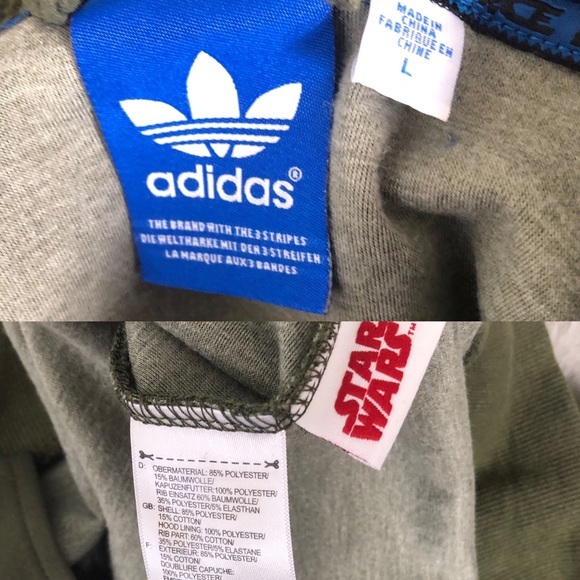 adidas®
THE BRAND WITH THE 3 STRIPES
DIE WELTMARKE MIT DEN 3 STREIFEN
LA MARQUE AUX 3 BANDES
MADE IN
CHINA
FABRIQUE EN
CHINE
L
STAR
WARS™
D: OBERMATERIAL: 85% POLYESTER/
15% BAUMWOLLE/
KAPUZENFUTTER:100% POLYESTER/
RIB EINSATZ 60% BAUMWOLLE/
35% POLYESTER/5% ELASTHAN
GB: SHELL: 85% POLYESTER/
15% COTTON/
HOOD LINING: 100% POLYESTER/
RIB PART: 60% COTTON/
35% POLYESTER/5% ELASTANE
F: EXTERIEUR: 85% POLYESTER/
15% COTON/
DOUBLURE CAPUCHE:
100% POLYESTER/